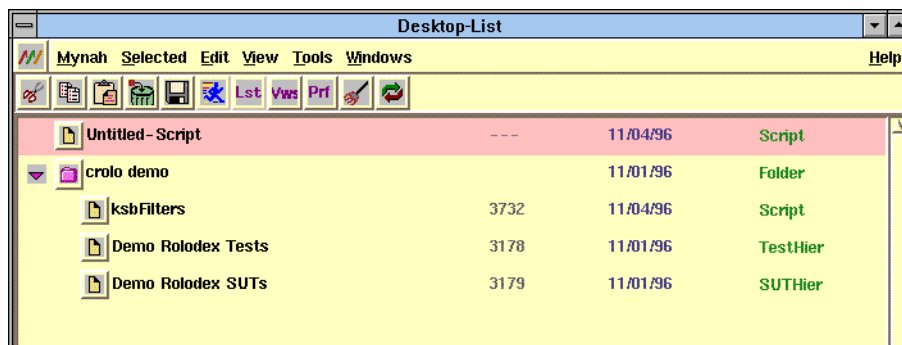 Desktop-List
Mynah Selected Edit View Tools Windows Help
Lst Vws Prf
Untitled-Script --- 11/04/96 Script
crolo demo 11/01/96 Folder
ksbFilters 3732 11/04/96 Script
Demo Rolodex Tests 3178 11/01/96 TestHier
Demo Rolodex SUTs 3179 11/01/96 SUTHier